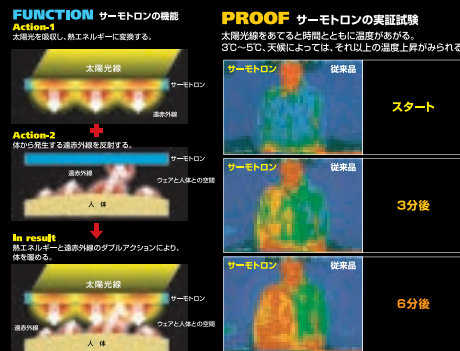 FUNCTION サーモトロンの機能
Action-1
太陽光を吸収し、熱エネルギーに変換する。
太陽光線
サーモトロン
遠赤外線
Action-2
体から発生する遠赤外線を反射する。
サーモトロン
遠赤外線
ウェアと人体との空間
人 体
In result
熱エネルギーと遠赤外線のダブルアクションにより、
体を暖める。
太陽光線
サーモトロン
遠赤外線
ウェアと人体との空間
人 体
PROOF サーモトロンの実証試験
太陽光線をあてると時間とともに温度があがる。
3℃〜5℃、天候によっては、それ以上の温度上昇がみられる
サーモトロン 従来品
スタート
サーモトロン 従来品
3分後
サーモトロン 従来品
6分後